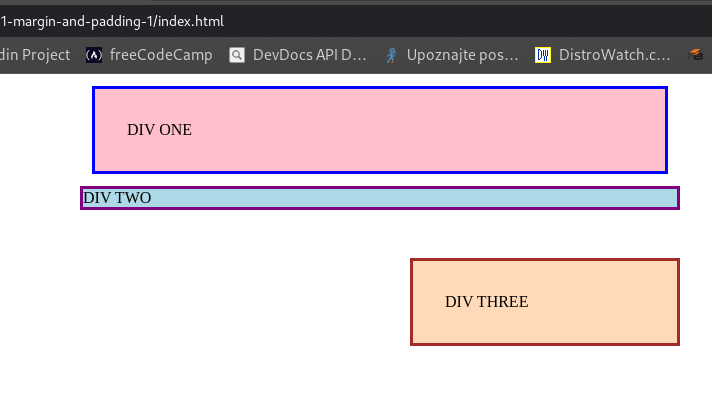 1-margin-and-padding-1/index.html
din Project freeCodeCamp DevDocs API D... Upoznajte pos... DW DistroWatch.c...
DIV ONE
DIV TWO
DIV THREE